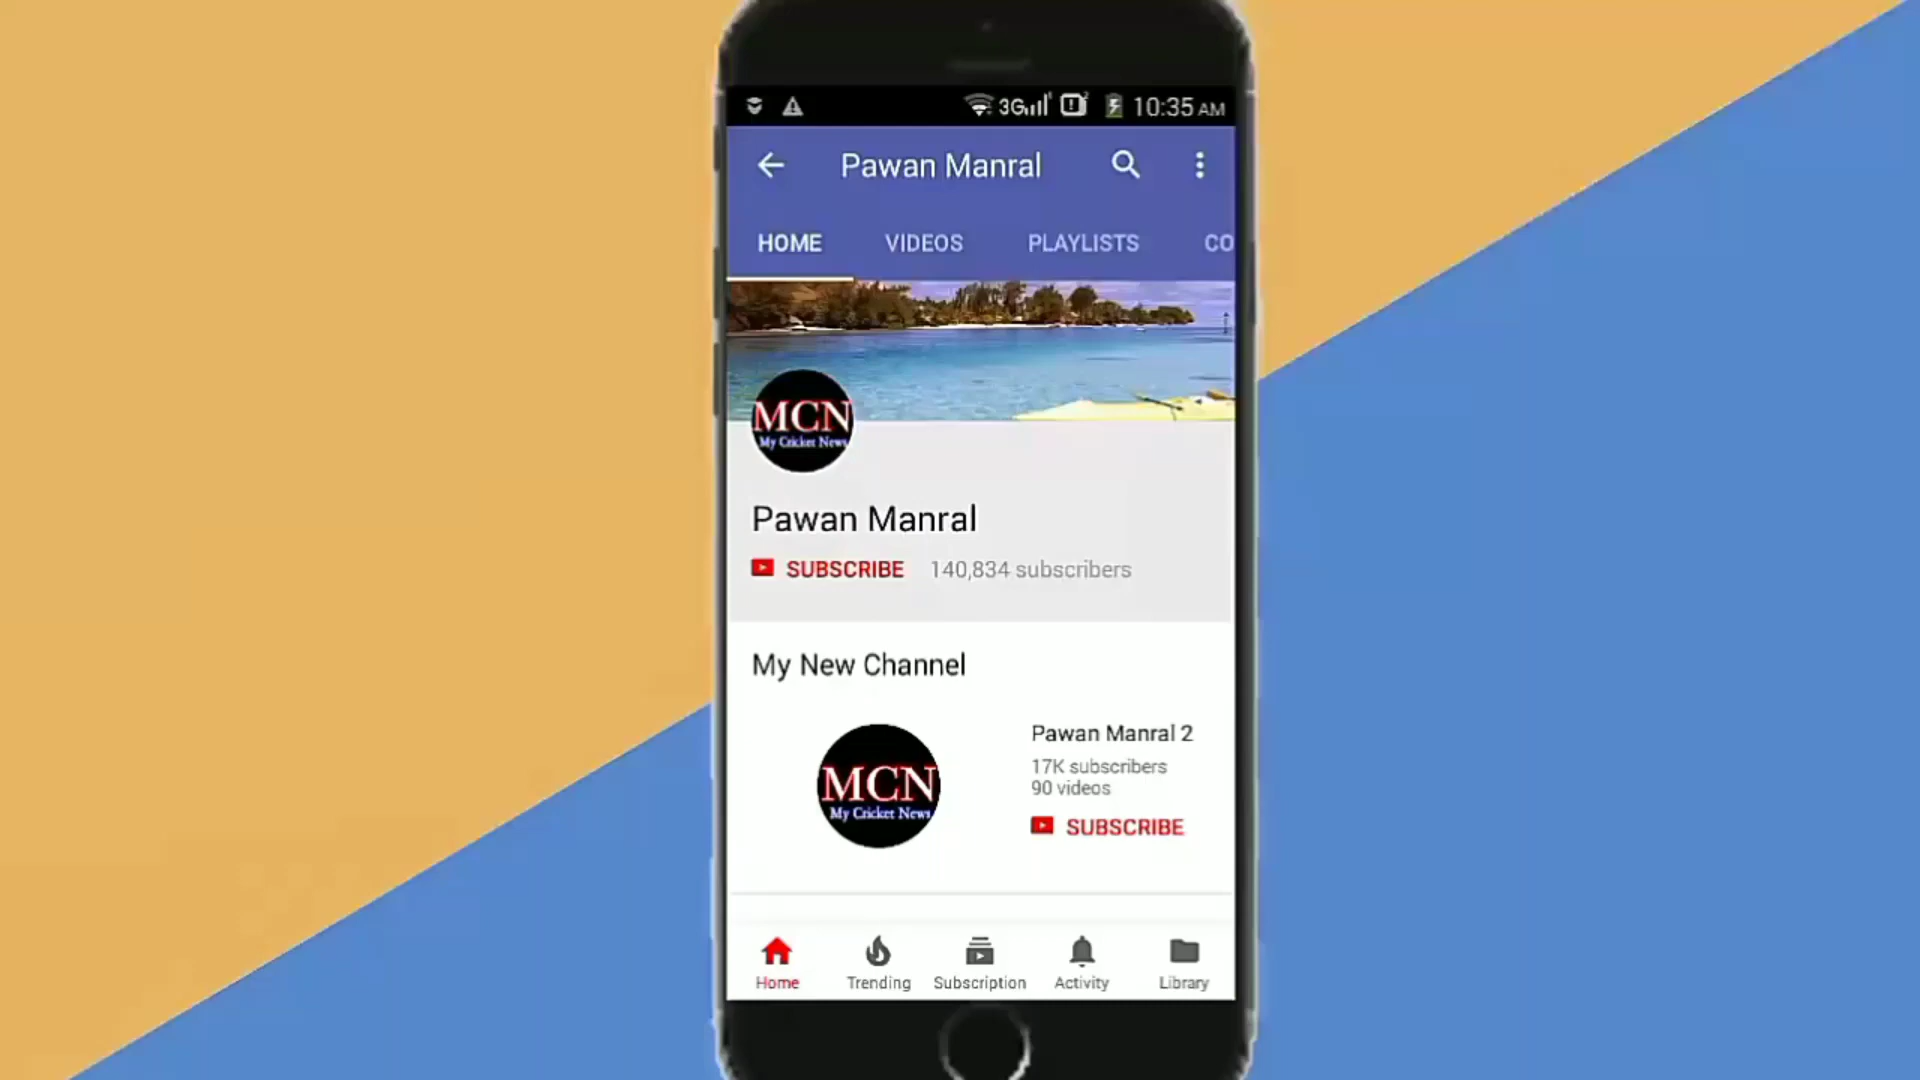 3G 10:35 AM
Pawan Manral
HOME VIDEOS PLAYLISTS CO
MCN
My Cricket News
Pawan Manral
SUBSCRIBE 140,834 subscribers
My New Channel
MCN
My Cricket News
Pawan Manral 2
17K subscribers
90 videos
SUBSCRIBE
Home Trending Subscription Activity Library